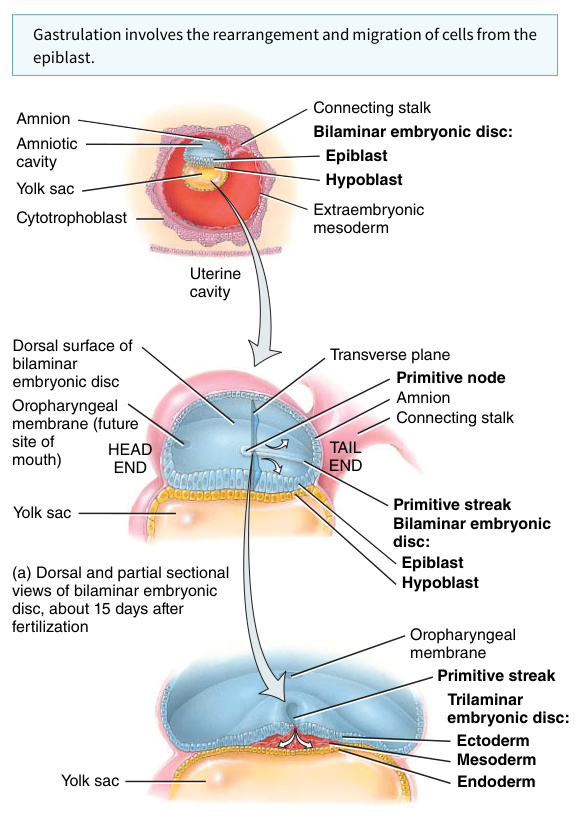 Gastrulation involves the rearrangement and migration of cells from the
epiblast.
Amnion
Amniotic
cavity
Yolk sac
Cytotrophoblast
Connecting stalk
Bilaminar embryonic disc:
Epiblast
Hypoblast
Extraembryonic
mesoderm
Uterine
cavity
Dorsal surface of
bilaminar
embryonic disc
Oropharyngeal
membrane (future
site of
mouth)
HEAD
END
Yolk sac
Transverse plane
Primitive node
Amnion
Connecting stalk
TAIL
END
Primitive streak
Bilaminar embryonic
disc:
Epiblast
Hypoblast
(a) Dorsal and partial sectional
views of bilaminar embryonic
disc, about 15 days after
fertilization
Oropharyngeal
membrane
Primitive streak
Trilaminar
embryonic disc:
Ectoderm
Mesoderm
Endoderm
Yolk sac